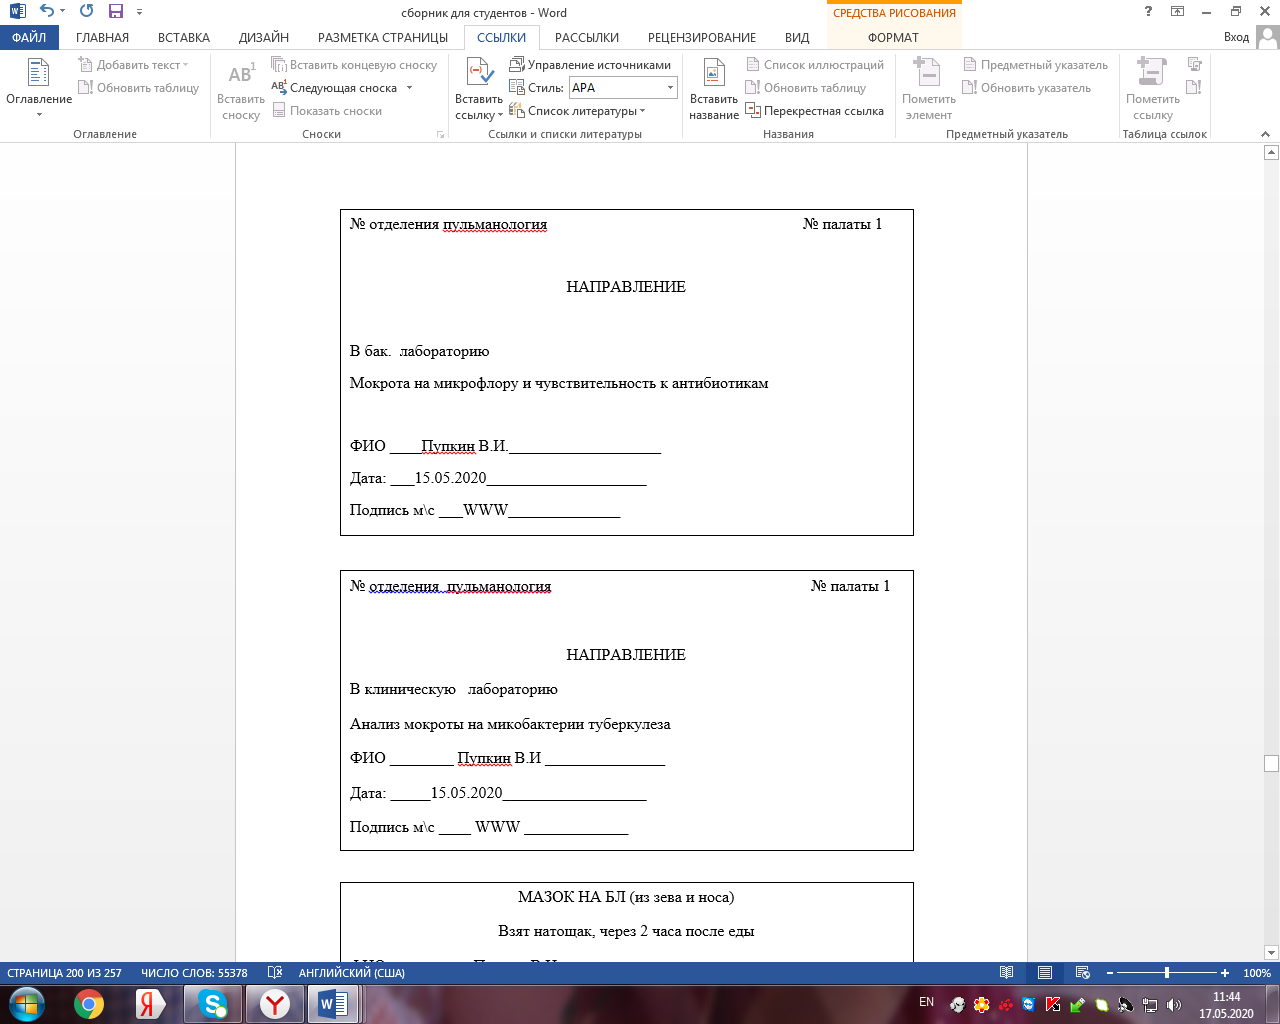 сборник для студентов - Word
СРЕДСТВА РИСОВАНИЯ
?
ФАЙЛ ГЛАВНАЯ ВСТАВКА ДИЗАЙН РАЗМЕТКА СТРАНИЦЫ ССЫЛКИ РАССЫЛКИ РЕЦЕНЗИРОВАНИЕ ВИД ФОРМАТ Вход
Оглавление
Добавить текст
Обновить таблицу
Оглавление
AB1
Вставить сноску
Вставить концевую сноску
Следующая сноска
Показать сноски
Сноски
Вставить ссылку
Управление источниками
Стиль: APA
Список литературы
Ссылки и списки литературы
Вставить название
Список иллюстраций
Обновить таблицу
Перекрестная ссылка
Названия
Пометить элемент
Предметный указатель
Обновить указатель
Предметный указатель
Пометить ссылку
Таблица ссылок
№ отделения пульманология № палаты 1
НАПРАВЛЕНИЕ
В бак.  лабораторию
Мокрота на микрофлору и чувствительность к антибиотикам
ФИО ____Пупкин В.И.___________________
Дата: ___15.05.2020____________________
Подпись м\с ___WWW______________
№ отделения  пульманология № палаты 1
НАПРАВЛЕНИЕ
В клиническую   лабораторию
Анализ мокроты на микобактерии туберкулеза
ФИО ________ Пупкин В.И _______________
Дата: _____15.05.2020__________________
Подпись м\с ____ WWW _____________
МАЗОК НА БЛ (из зева и носа)
Взят натощак, через 2 часа после еды
СТРАНИЦА 200 ИЗ 257 ЧИСЛО СЛОВ: 55378 АНГЛИЙСКИЙ (США) 100%
EN
11:44
17.05.2020